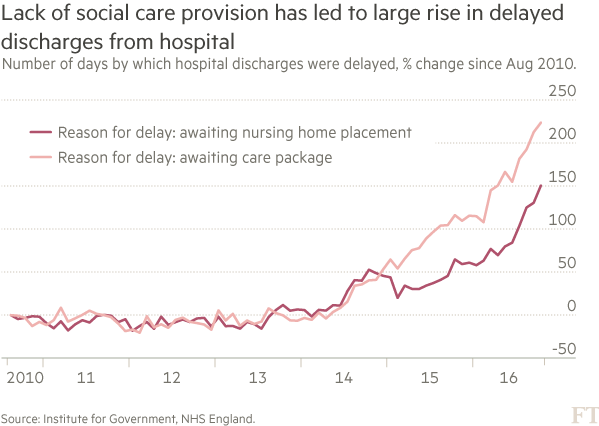 Lack of social care provision has led to large rise in delayed
discharges from hospital
Number of days by which hospital discharges were delayed, % change since Aug 2010.
250
Reason for delay: awaiting nursing home placement
200
Reason for delay: awaiting care package
150
100
50
0
-50
2010 11 12 13 14 15 16
Source: Institute for Government, NHS England.
FT